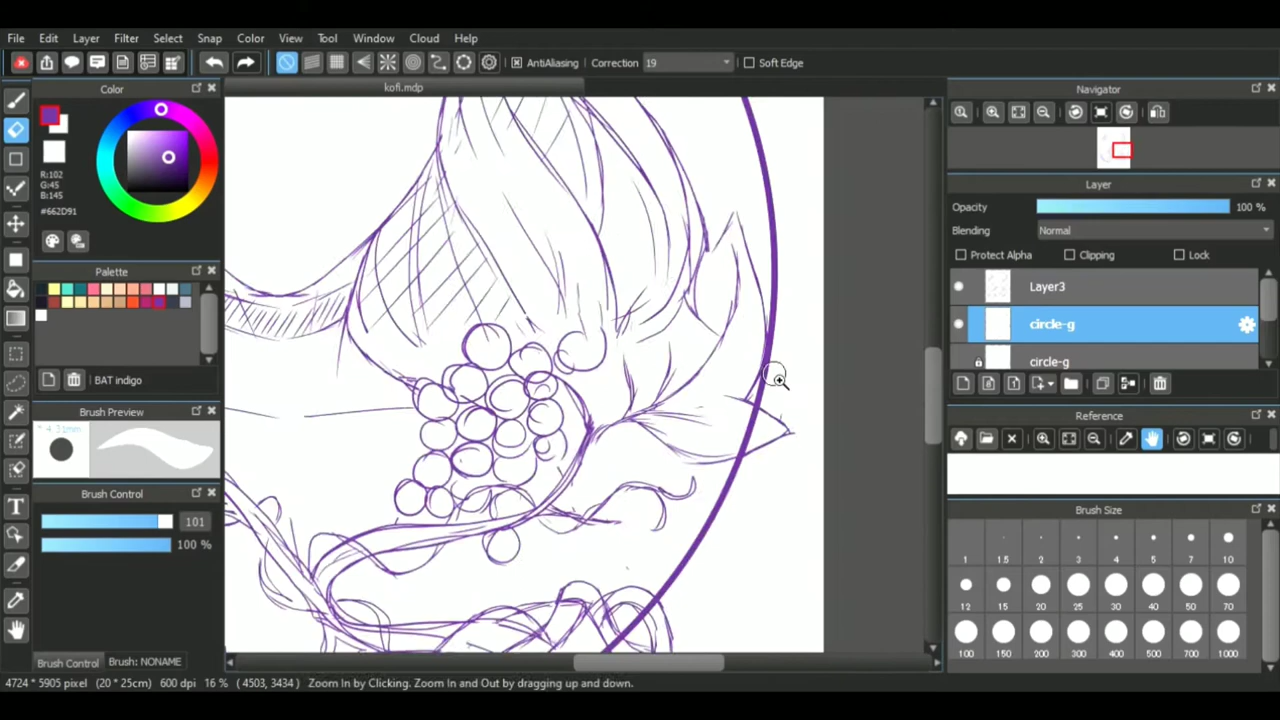 File Edit Layer Filter Select Snap Color View Tool Window Cloud Help
AntiAliasing Correction 19 Soft Edge
Color
R:102
G:45
B:145
#662D91
Palette
BAT indigo
Brush Preview
4.31mm
Brush Control
101
100 %
Brush Control Brush: NONAME
kofi.mdp
Navigator
Layer
Opacity 100 %
Blending Normal
Protect Alpha Clipping Lock
Layer3
circle-g
circle-g
Reference
Brush Size
1 1.5 2 3 4 5 7 10
12 15 20 25 30 40 50 70
100 150 200 300 400 500 700 1000
4724 * 5905 pixel (20 * 25cm) 600 dpi 16 % ( 4503, 3434 ) Zoom In by Clicking. Zoom In and Out by dragging up and down.